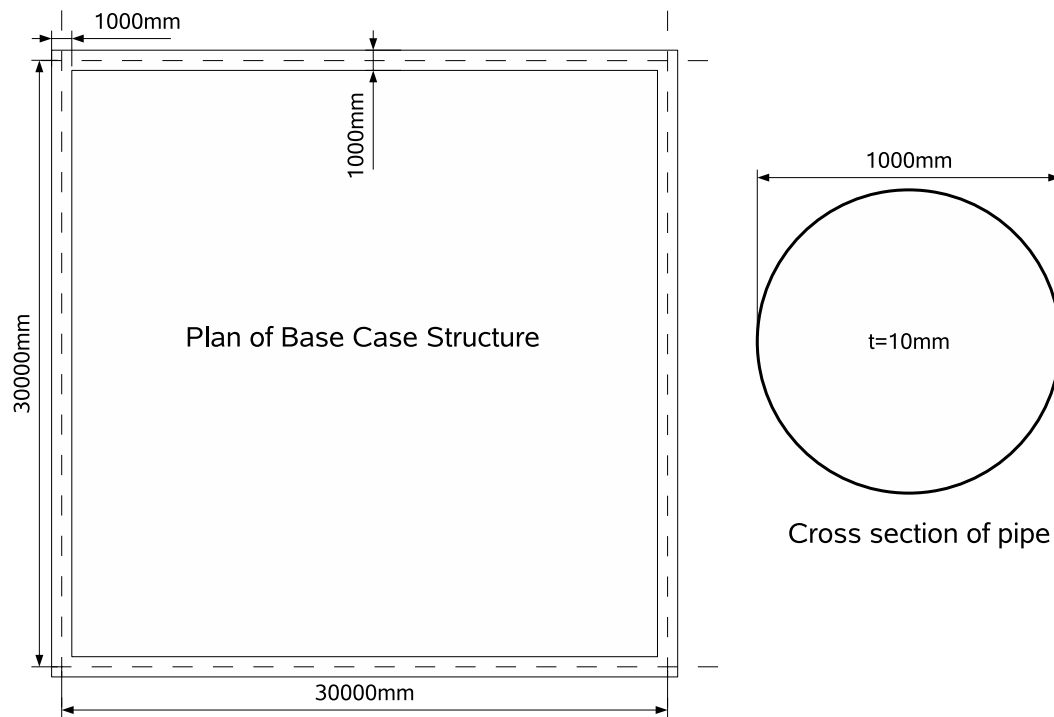 1000mm
1000mm
1000mm
Plan of Base Case Structure
t=10mm
30000mm
Cross section of pipe
30000mm